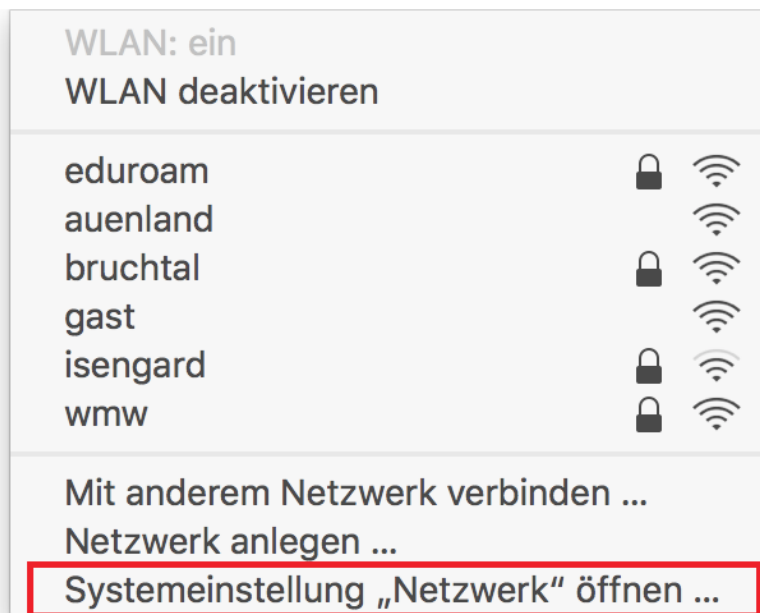 WLAN: ein
WLAN deaktivieren
eduroam
auenland
bruchtal
gast
isengard
wmw
Mit anderem Netzwerk verbinden ...
Netzwerk anlegen ...
Systemeinstellung „Netzwerk“ öffnen ...